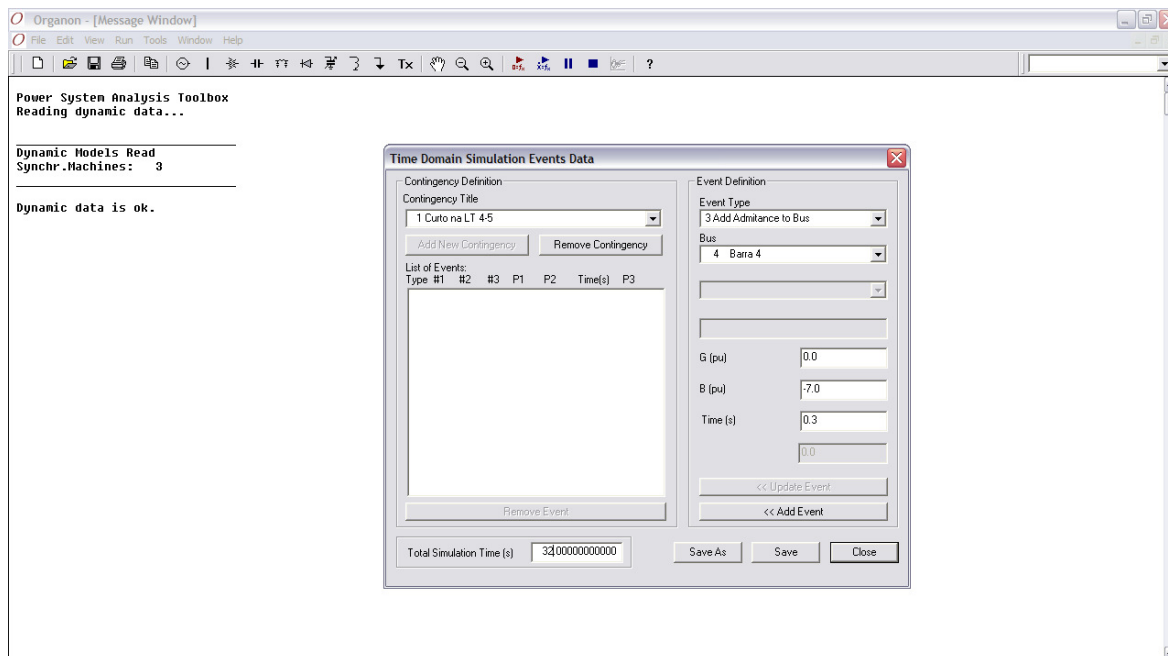 Organon - [Message Window]
File Edit View Run Tools Window Help
Tx
?
Power System Analysis Toolbox
Reading dynamic data...
Dynamic Models Read
Synchr.Machines: 3
Dynamic data is ok.
Time Domain Simulation Events Data
Contingency Definition
Contingency Title
1 Curto na LT 4-5
Add New Contingency
Remove Contingency
List of Events:
Type #1 #2 #3 P1 P2 Time(s) P3
Remove Event
Total Simulation Time (s)
32,00000000000
Event Definition
Event Type
3 Add Admitance to Bus
Bus
4 Barra 4
G (pu)
0.0
B (pu)
-7.0
Time (s)
0.3
0.0
<< Update Event
<< Add Event
Save As
Save
Close